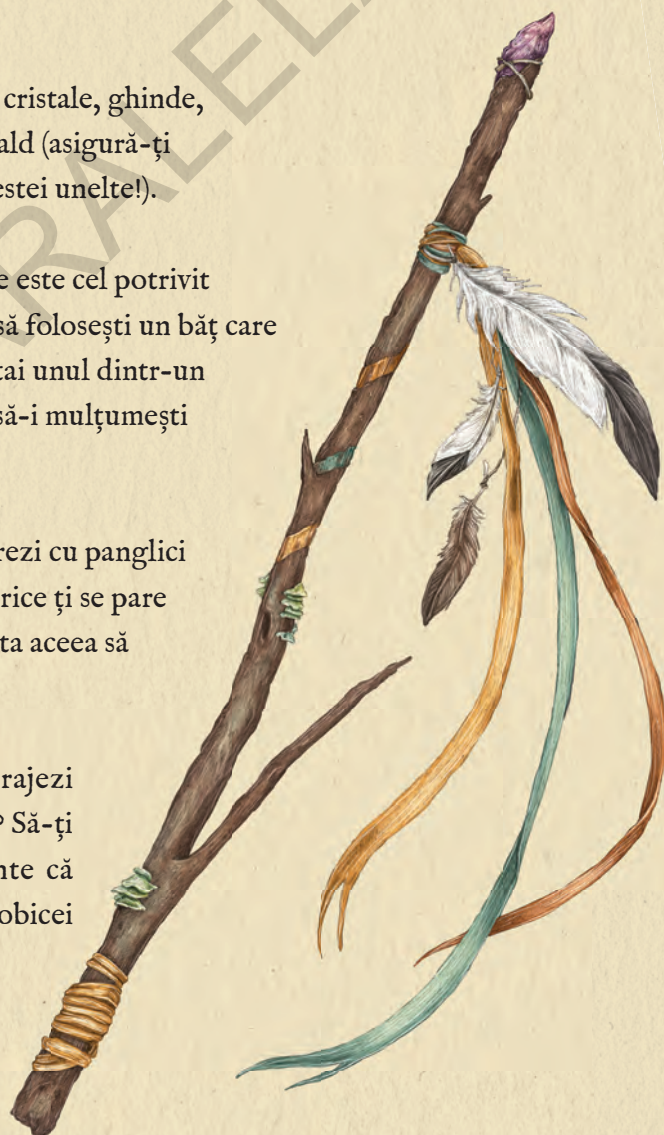 cristale, ghinde,
ald (asigură-ți
estei unelte!).
e este cel potrivit
să folosești un băț care
tai unul dintr-un
să-i mulțumești
rezi cu panglici
rice ți se pare
ta aceea să
rajezi
Să-ți
nte că
obicei
RALELA